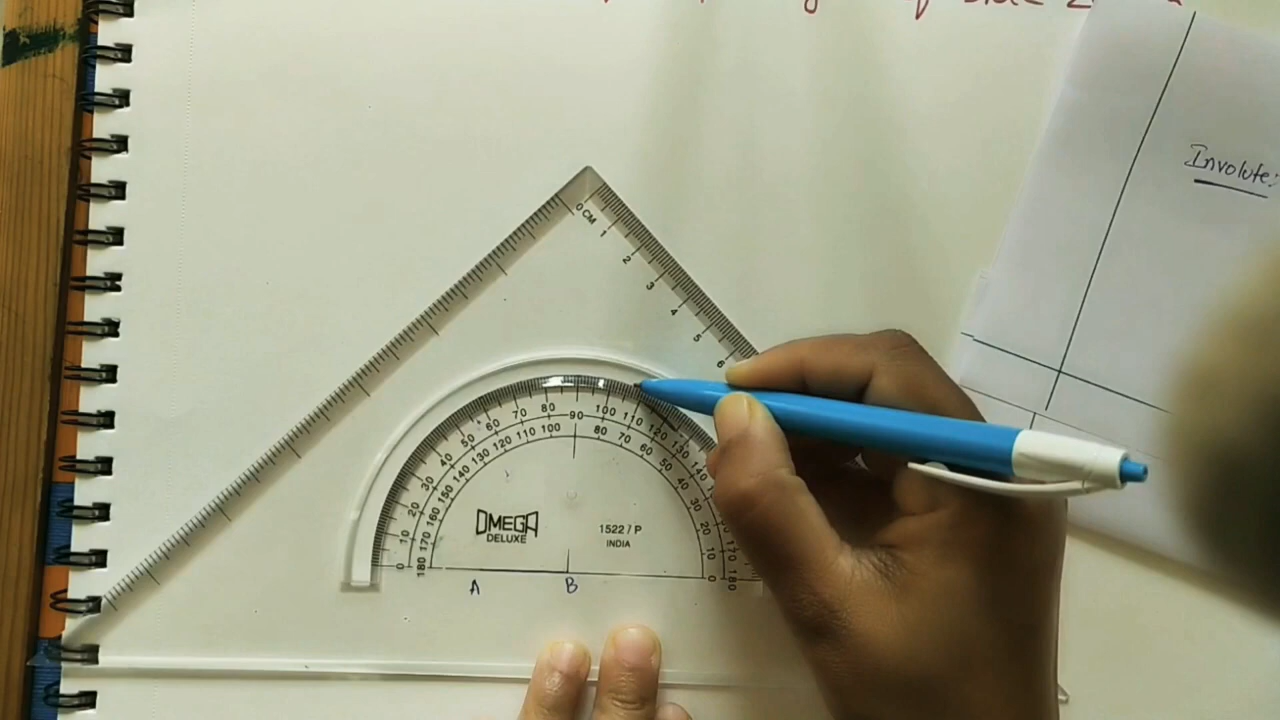 side
Involute:
0 CM 1 2 3 4 5 6
0 10 20 30 40 50 60 70 80 90 100 110 120 130
180 170 160 150 140 130 120 110 100 80 70 60 50 40 30 20 10 0
170
180
OMEGA
DELUXE
1522 / P
INDIA
A B